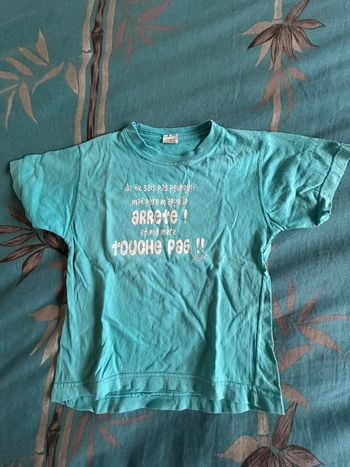 Je ne sais pas pourquoi
mon père m'appelle
ARRETE !
et ma mère
TOUCHE PAS !!